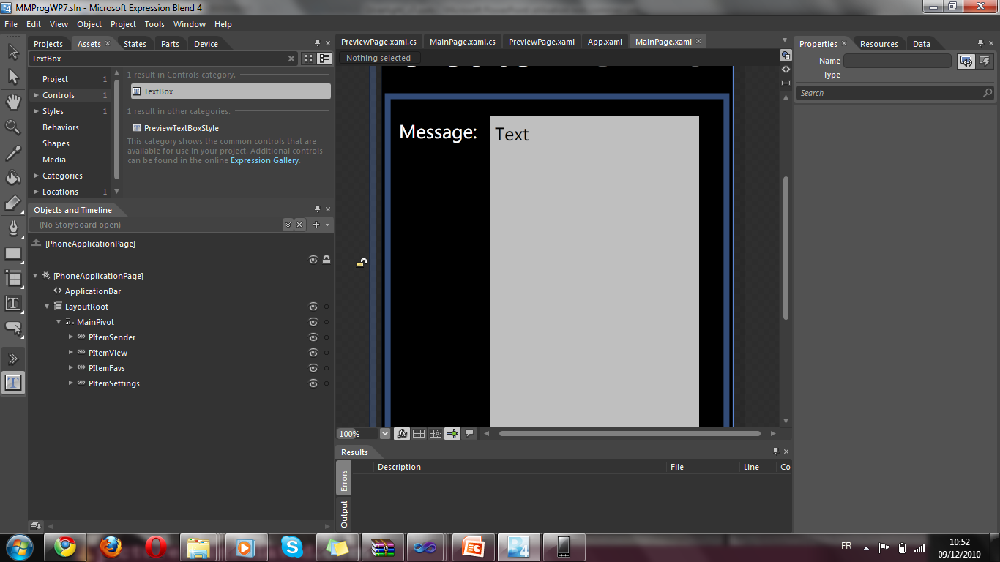 MMProgWP7.sln - Microsoft Expression Blend 4
File Edit View Object Project Tools Window Help
Projects Assets States Parts Device
TextBox
Project 1
Controls 1
Styles 1
Behaviors
Shapes
Media
Categories
Locations 1
1 result in Controls category.
TextBox
1 result in other categories.
PreviewTextBoxStyle
This category shows the common controls that are
available for use in your project. Additional controls
can be found in the online Expression Gallery.
Objects and Timeline
(No Storyboard open)
[PhoneApplicationPage]
[PhoneApplicationPage]
ApplicationBar
LayoutRoot
MainPivot
PItemSender
PItemView
PItemFavs
PItemSettings
PreviewPage.xaml.cs MainPage.xaml.cs PreviewPage.xaml App.xaml MainPage.xaml
Nothing selected
Message: Text
100%
Results
Errors
Output
Description File Line Co
Properties Resources Data
Name
Type
Search
FR
10:52
09/12/2010